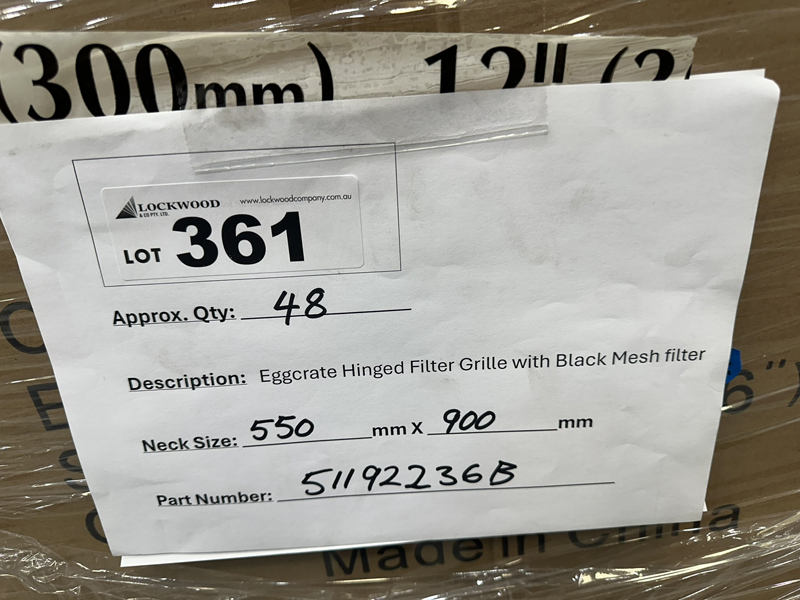 (300mm) 12"
LOCKWOOD
& CO PTY. LTD.
www.lockwoodcompany.com.au
LOT 361
Approx. Qty: 48
Description: Eggcrate Hinged Filter Grille with Black Mesh filter
Neck Size: 550 mm X 900 mm
Part Number: 51192236B
6")
Made in China